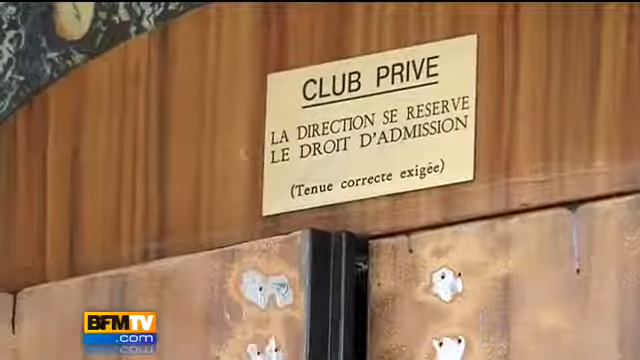 CLUB PRIVE
LA DIRECTION SE RESERVE
LE DROIT D'ADMISSION
(Tenue correcte exigée)
BFMTV
.com